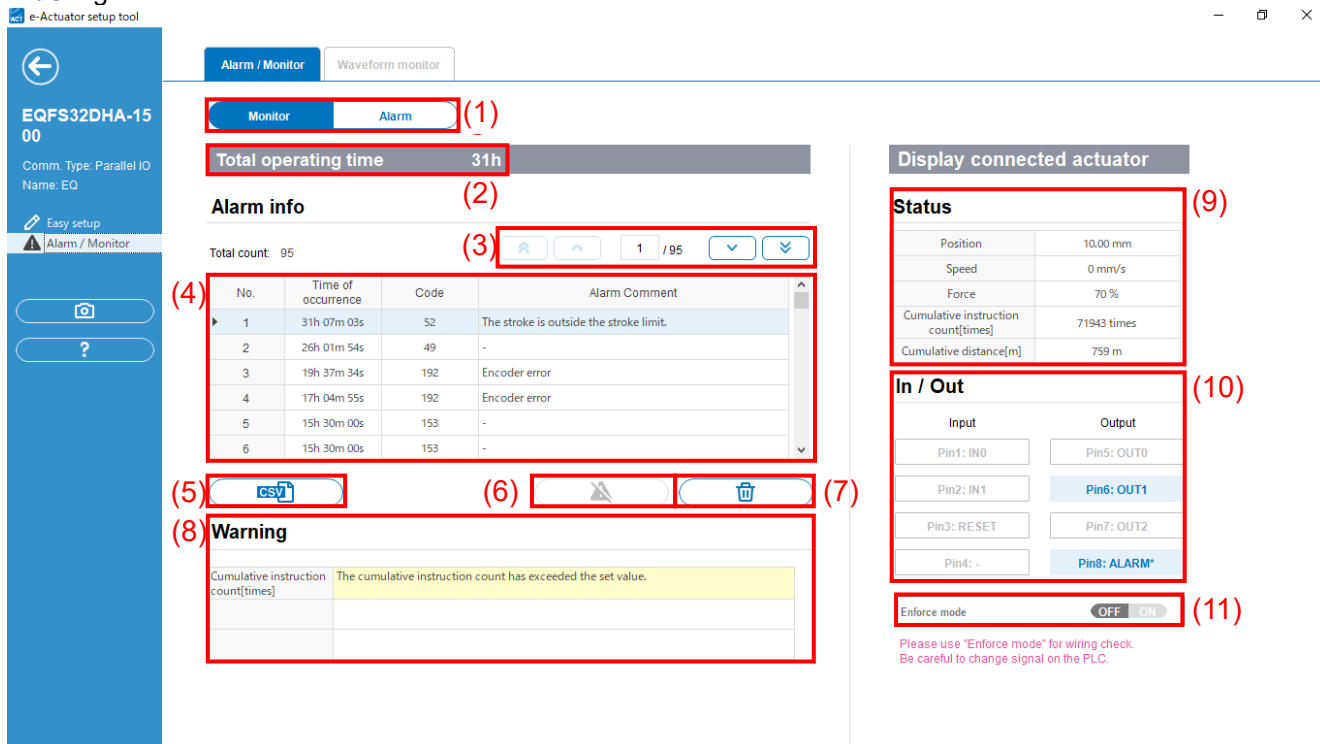 e-Actuator setup tool
EQFS32DHA-15
00
Comm. Type: Parallel IO
Name: EQ
Easy setup
Alarm / Monitor
?
Alarm / Monitor
Waveform monitor
Monitor
Alarm
(1)
Total operating time 31h
(2)
Alarm info
Total count: 95
(3)
1 / 95
(4)
No. Time of occurrence Code Alarm Comment
1 31h 07m 03s 52 The stroke is outside the stroke limit.
2 26h 01m 54s 49 -
3 19h 37m 34s 192 Encoder error
4 17h 04m 55s 192 Encoder error
5 15h 30m 00s 153 -
6 15h 30m 00s 153 -
(5)
CSV
(6)
(7)
(8)
Warning
Cumulative instruction The cumulative instruction count has exceeded the set value.
count[times]
Display connected actuator
Status
(9)
Position 10.00 mm
Speed 0 mm/s
Force 70 %
Cumulative instruction
count[times] 71943 times
Cumulative distance[m] 759 m
In / Out
(10)
Input Output
Pin1: IN0 Pin5: OUT0
Pin2: IN1 Pin6: OUT1
Pin3: RESET Pin7: OUT2
Pin4: - Pin8: ALARM*
Enforce mode OFF ON
(11)
Please use "Enforce mode" for wiring check.
Be careful to change signal on the PLC.